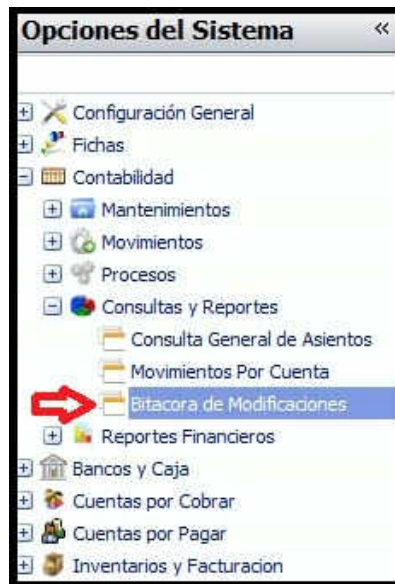 Opciones del Sistema «
Configuración General
Fichas
Contabilidad
Mantenimientos
Movimientos
Procesos
Consultas y Reportes
Consulta General de Asientos
Movimientos Por Cuenta
Bitacora de Modificaciones
Reportes Financieros
Bancos y Caja
Cuentas por Cobrar
Cuentas por Pagar
Inventarios y Facturacion